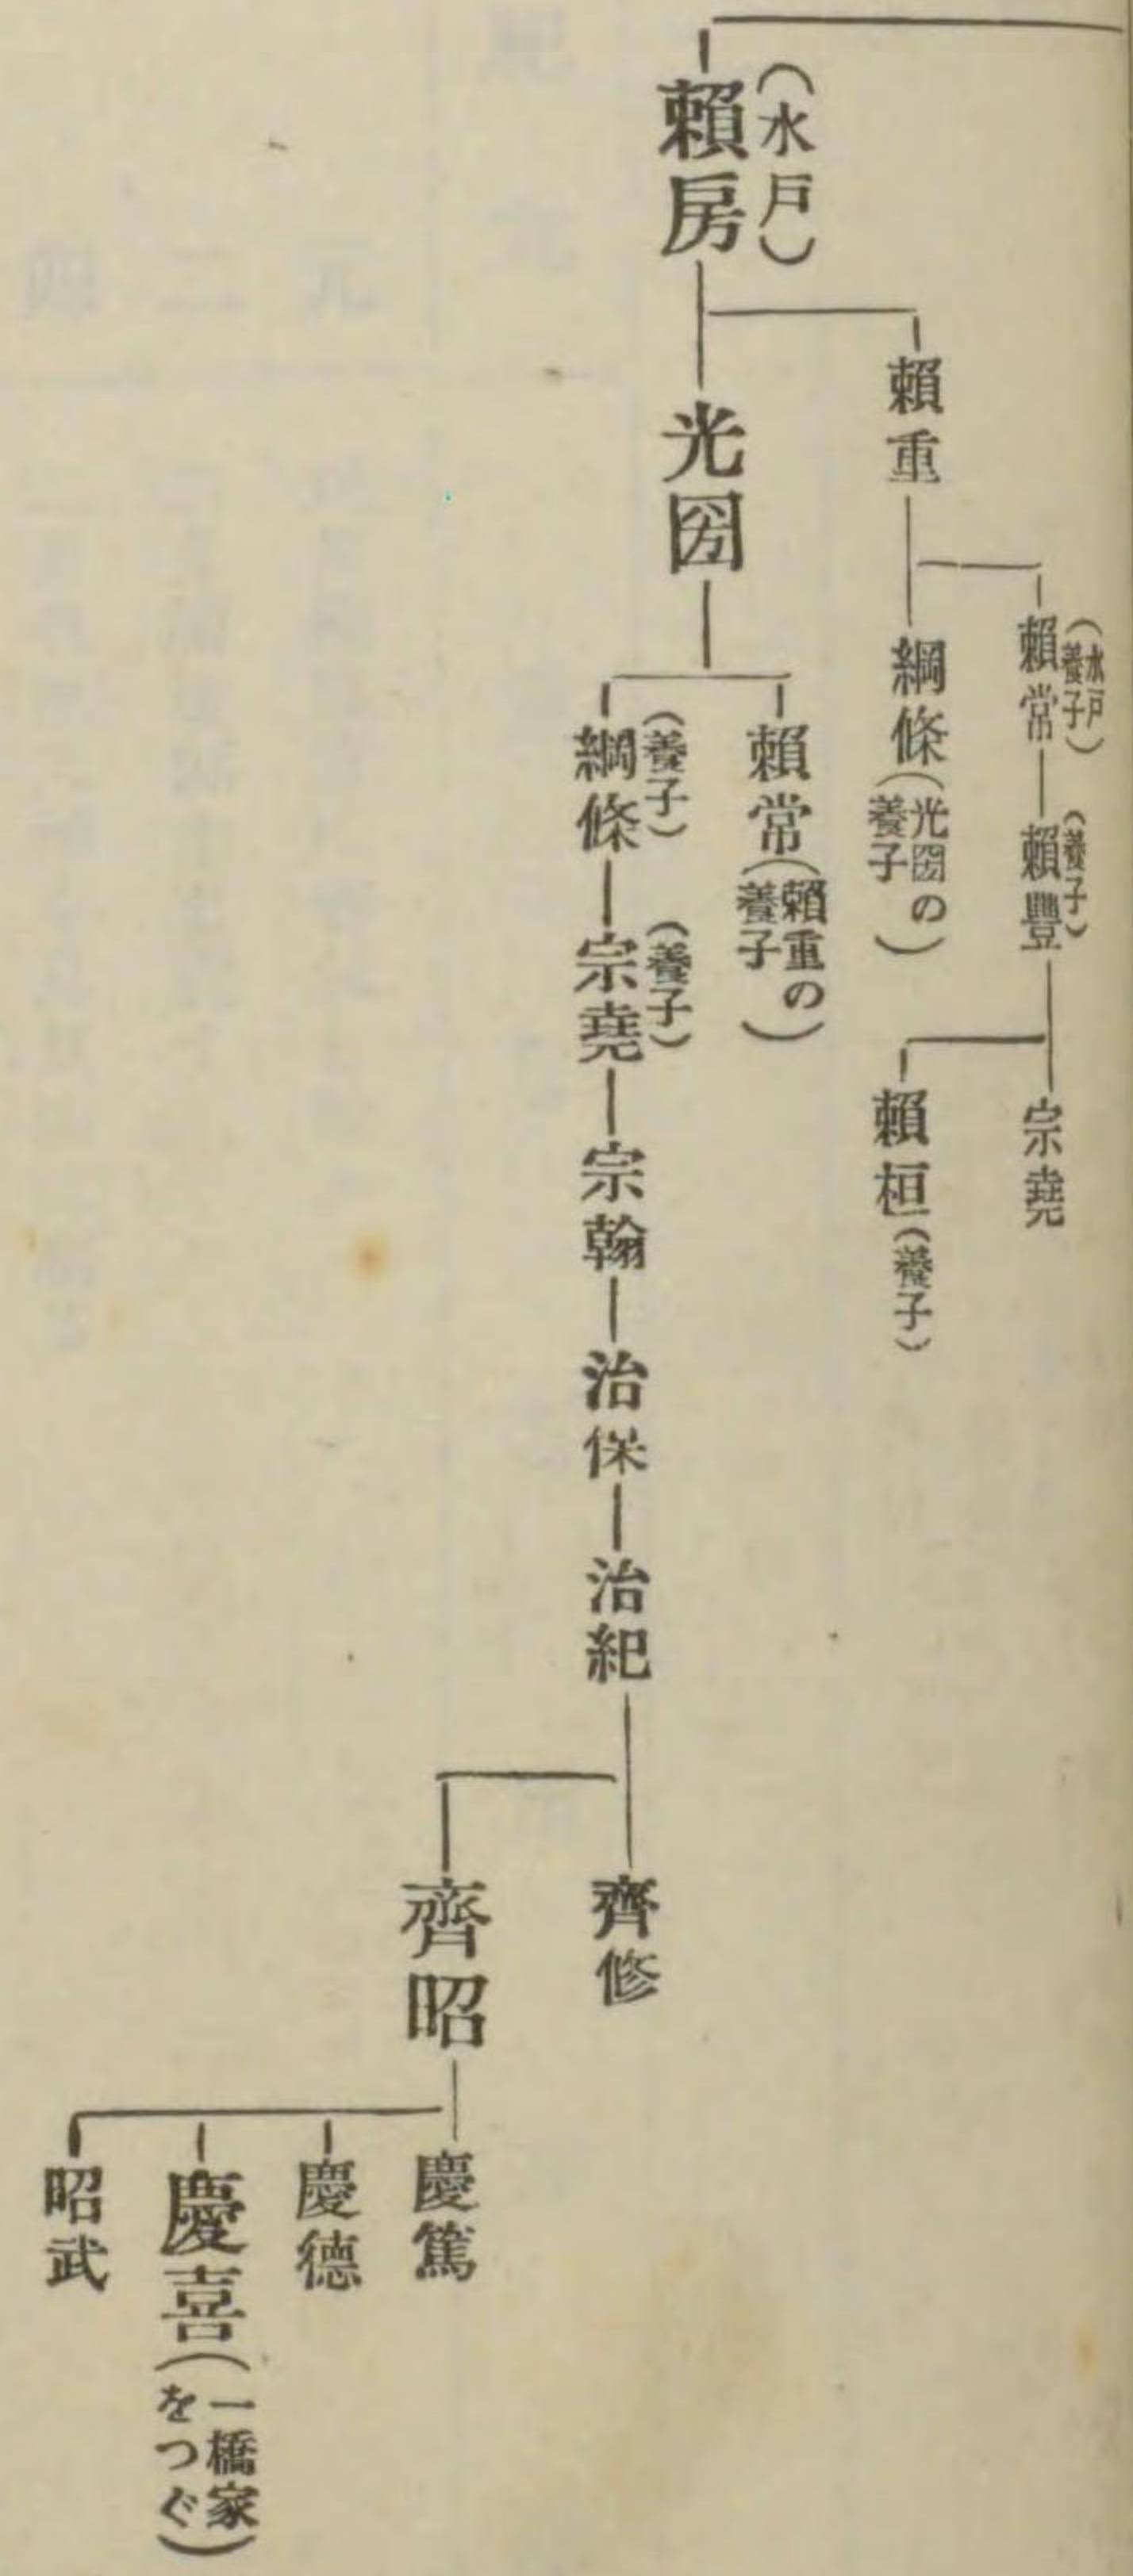 （水戶）
賴房
賴重
（水戶養子）
賴常
（養子）
賴豐
宗堯
賴桓（養子）
綱條（光圀の養子）
光圀
賴常（賴重の養子）
（養子）
綱條
（養子）
宗堯
宗翰
治保
治紀
齊修
齊昭
慶篤
慶德
慶喜（一橋家をつぐ）
昭武